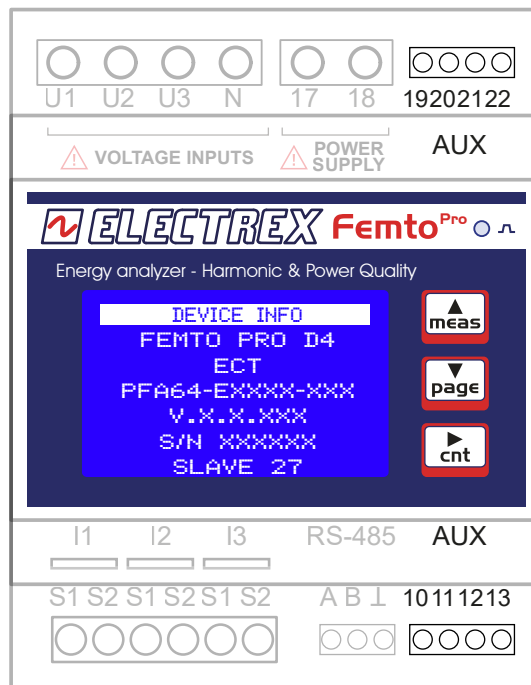 U1 U2 U3 N 17 18 19202122
VOLTAGE INPUTS POWER SUPPLY AUX
ELECTREX FemtoPro
Energy analyzer - Harmonic & Power Quality
DEVICE INFO
FEMTO PRO D4
ECT
PFA64-EXXXX-XXX
V.X.X.XXX
S/N XXXXXX
SLAVE 27
meas
page
cnt
I1 I2 I3 RS-485 AUX
S1 S2 S1 S2 S1 S2 A B ⊥ 10111213